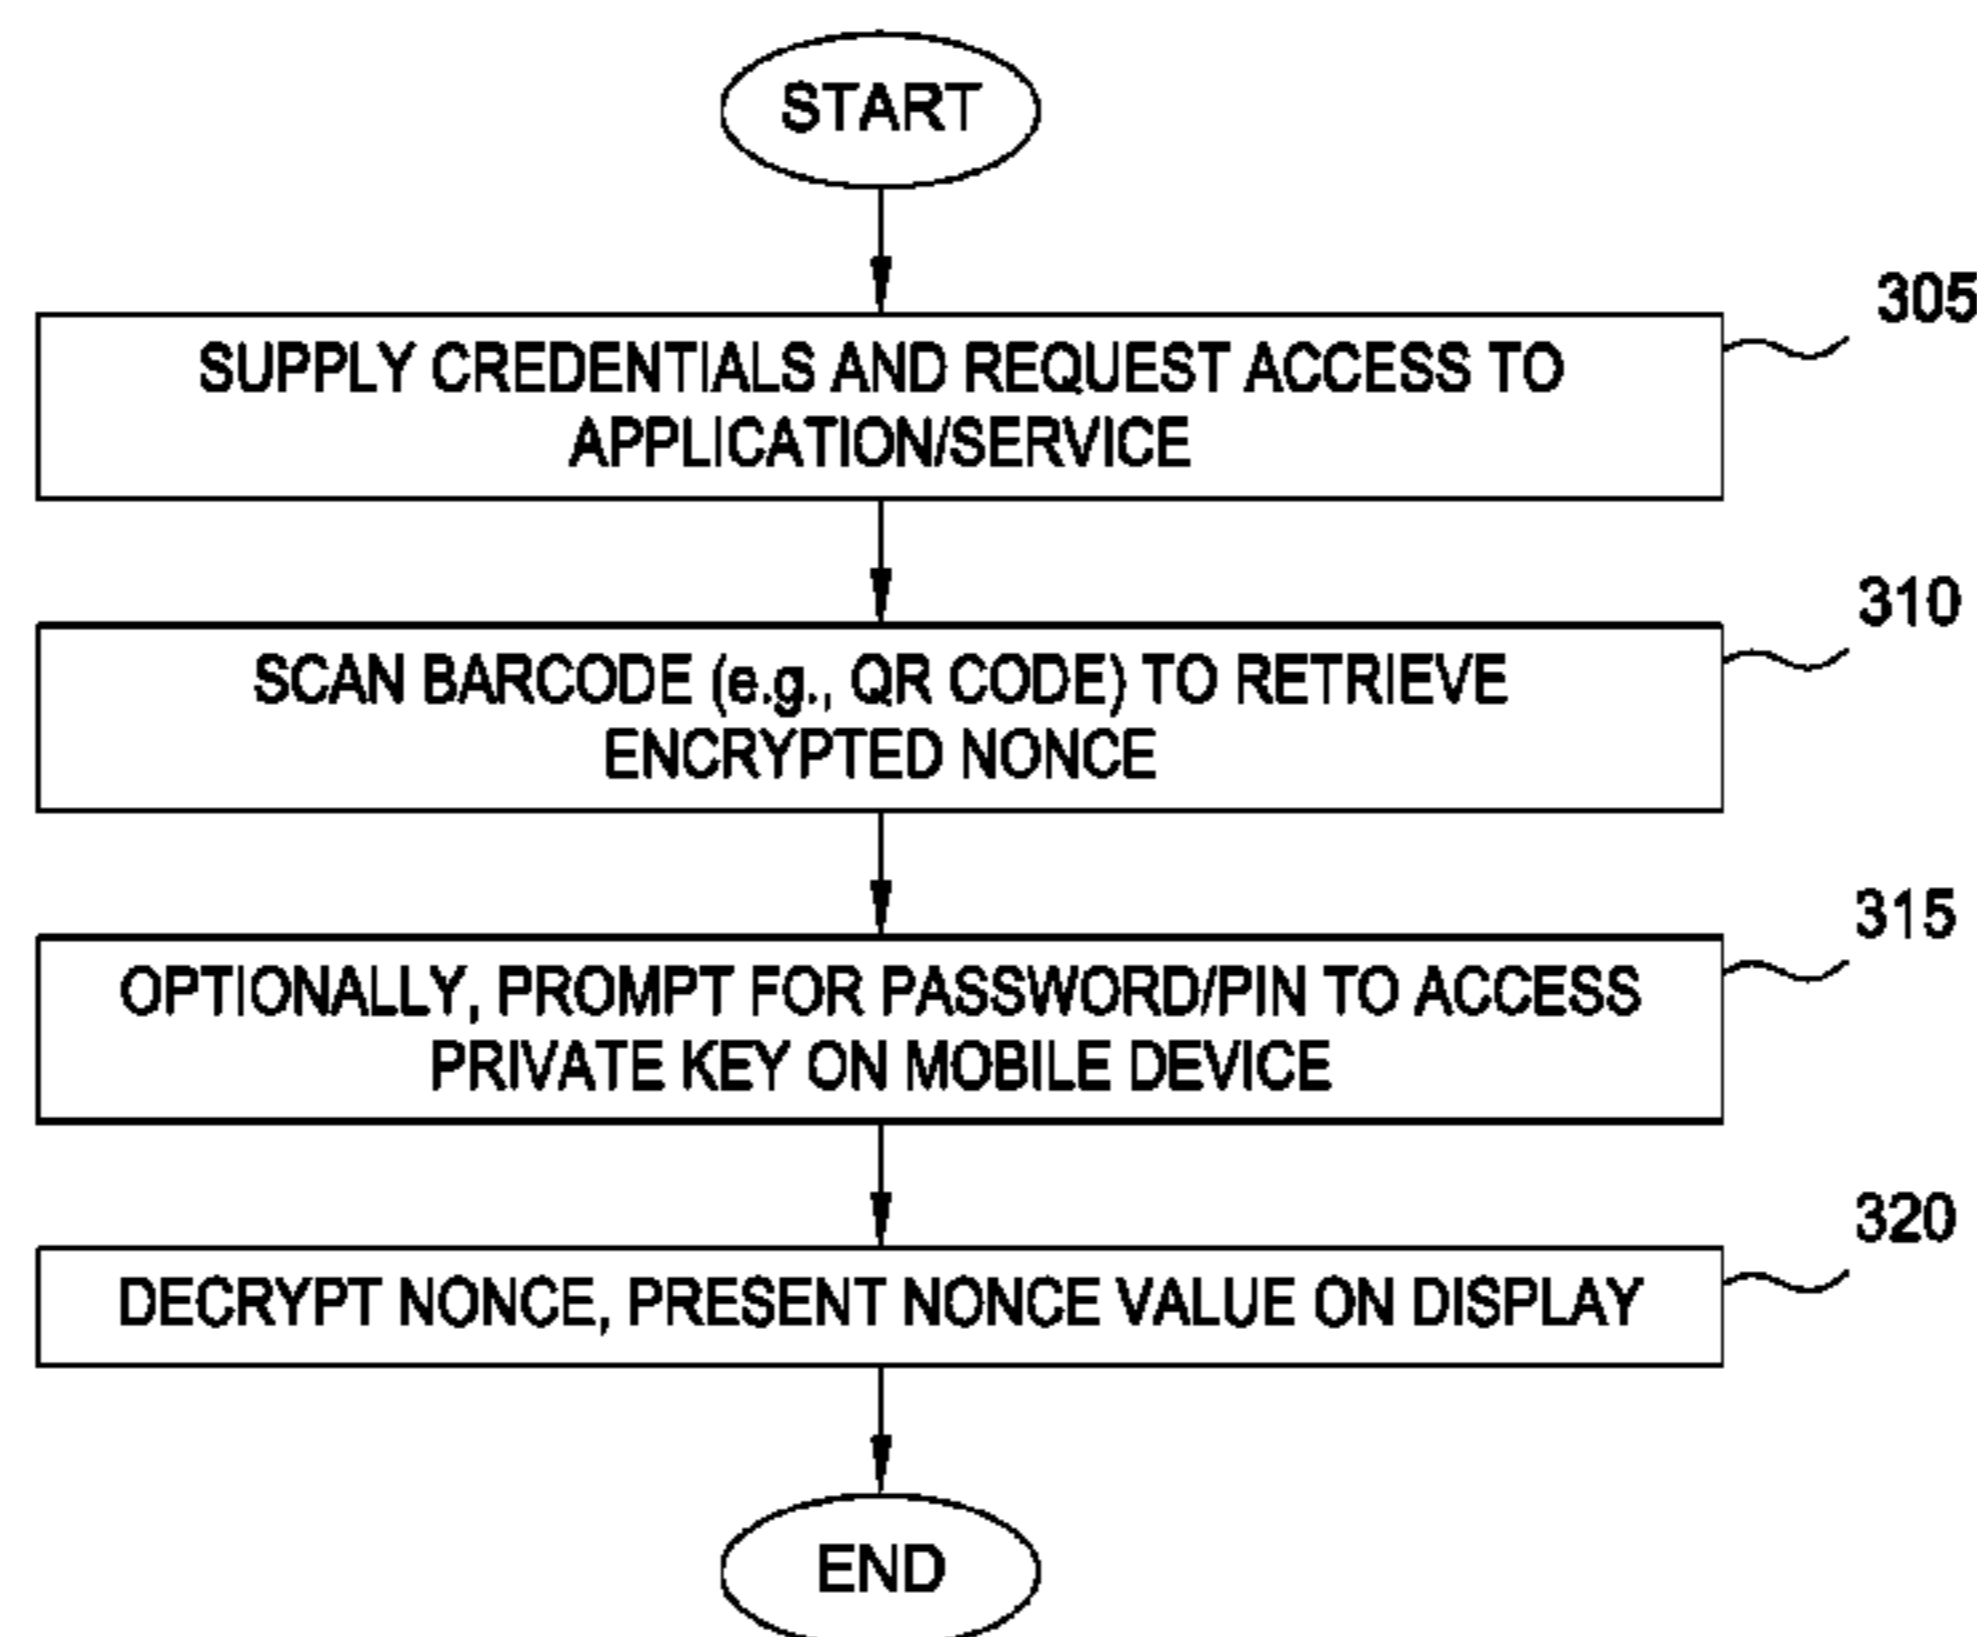 START
305
SUPPLY CREDENTIALS AND REQUEST ACCESS TO
APPLICATION/SERVICE
310
SCAN BARCODE (e.g., QR CODE) TO RETRIEVE
ENCRYPTED NONCE
315
OPTIONALLY, PROMPT FOR PASSWORD/PIN TO ACCESS
PRIVATE KEY ON MOBILE DEVICE
320
DECRYPT NONCE, PRESENT NONCE VALUE ON DISPLAY
END